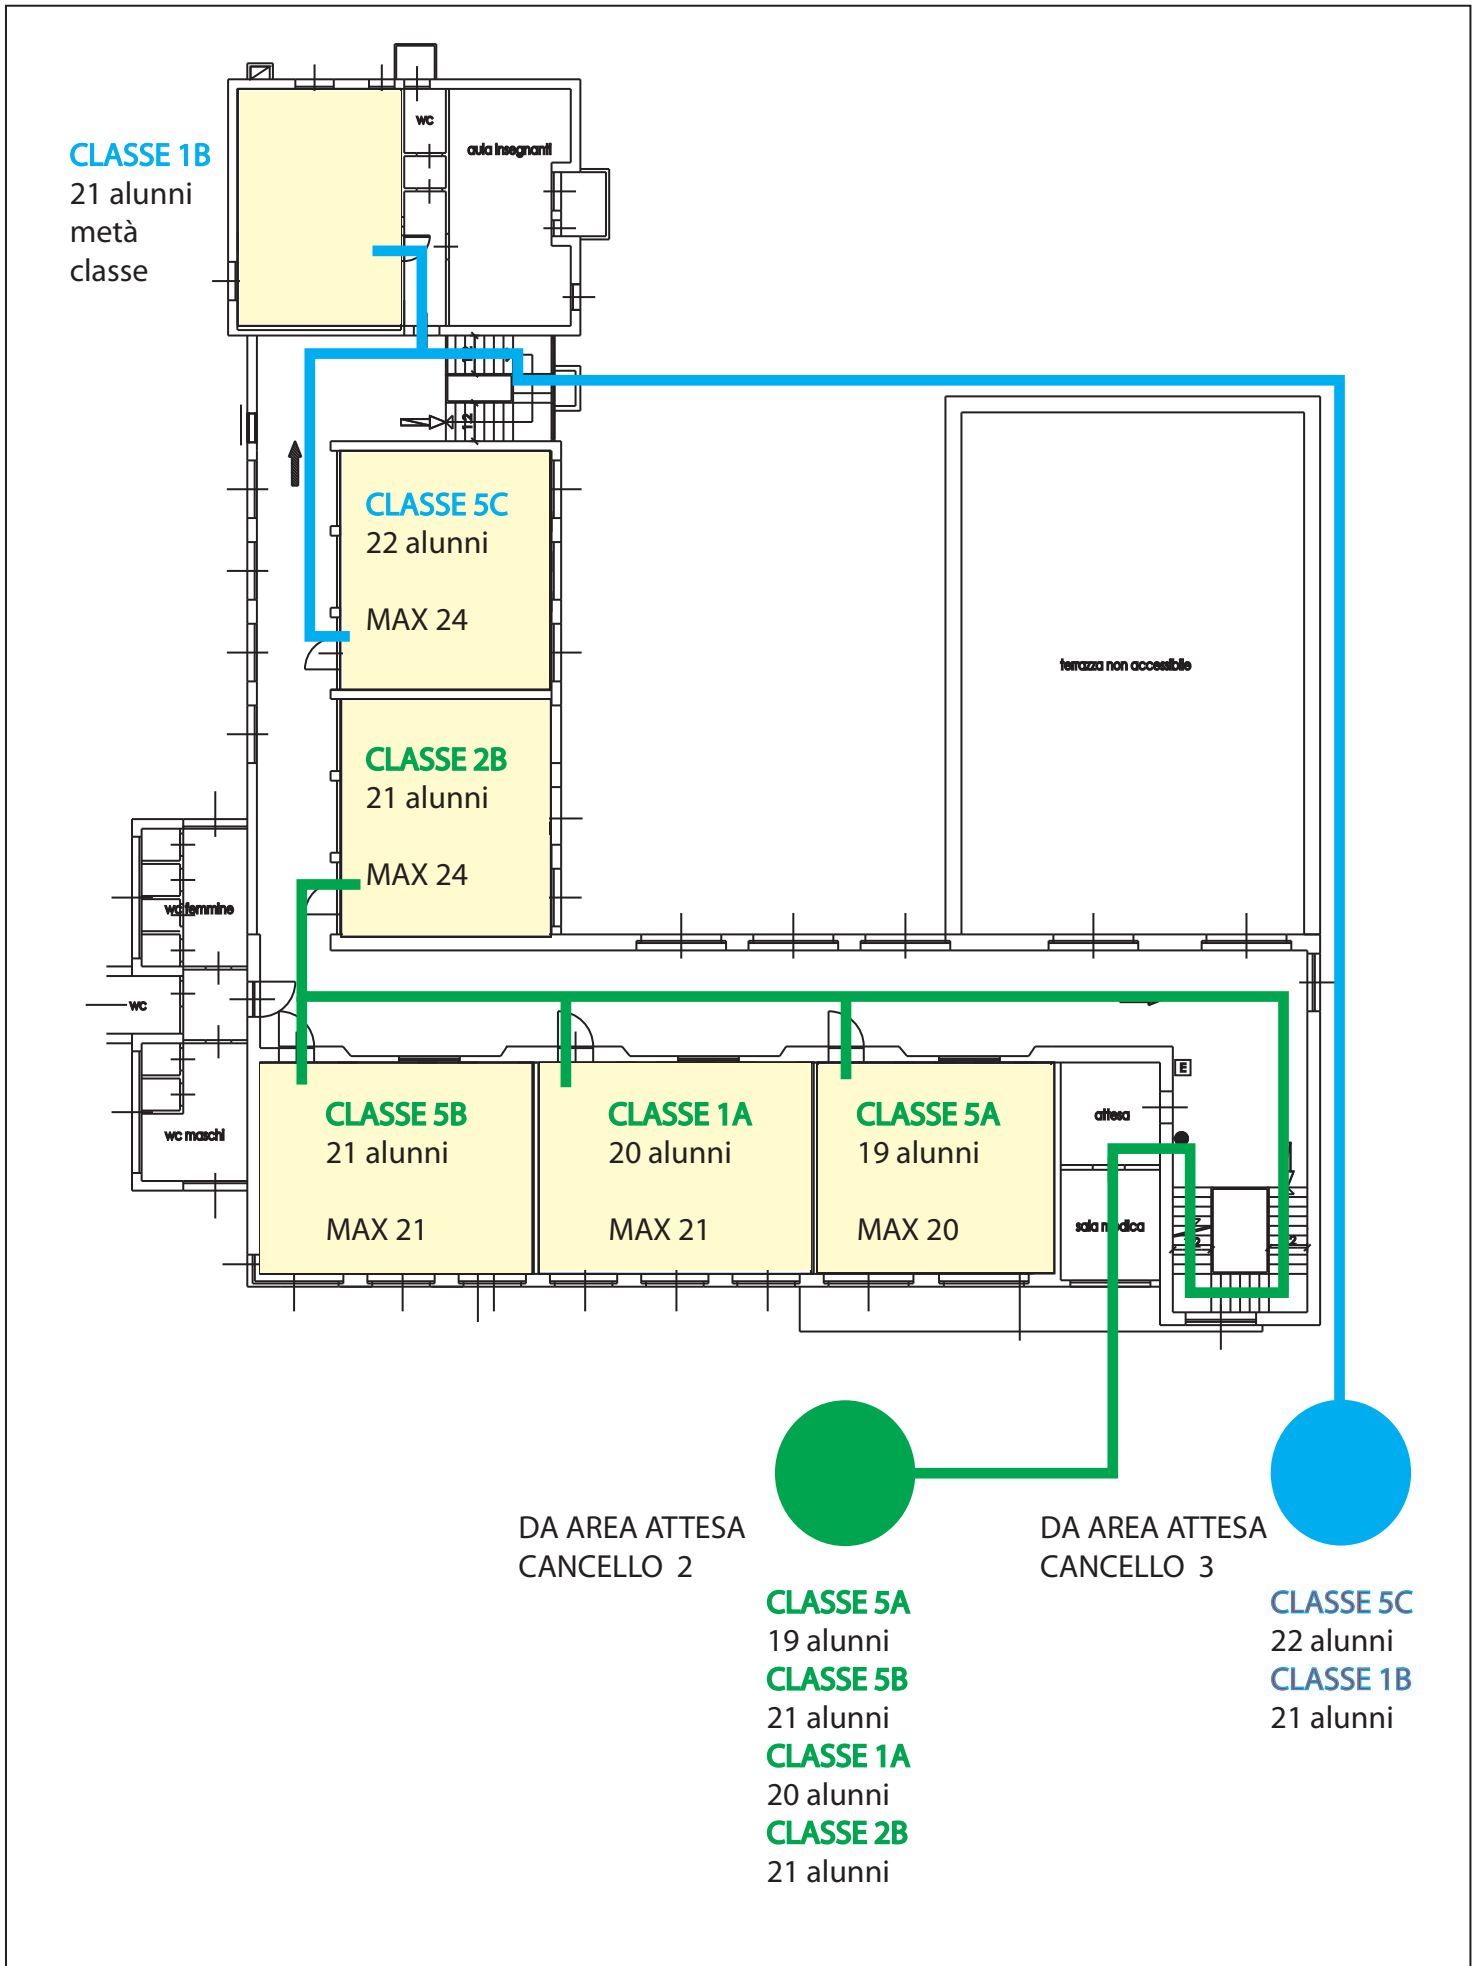 wc
aula insegnanti
CLASSE 1B
21 alunni
metà
classe
12
12
CLASSE 5C
22 alunni
MAX 24
terrazza non accessibile
CLASSE 2B
21 alunni
MAX 24
wc femmine
wc
wc maschi
CLASSE 5B
21 alunni
MAX 21
CLASSE 1A
20 alunni
MAX 21
CLASSE 5A
19 alunni
MAX 20
attesa
E
sala medica
DA AREA ATTESA
CANCELLO 2
CLASSE 5A
19 alunni
CLASSE 5B
21 alunni
CLASSE 1A
20 alunni
CLASSE 2B
21 alunni
DA AREA ATTESA
CANCELLO 3
CLASSE 5C
22 alunni
CLASSE 1B
21 alunni